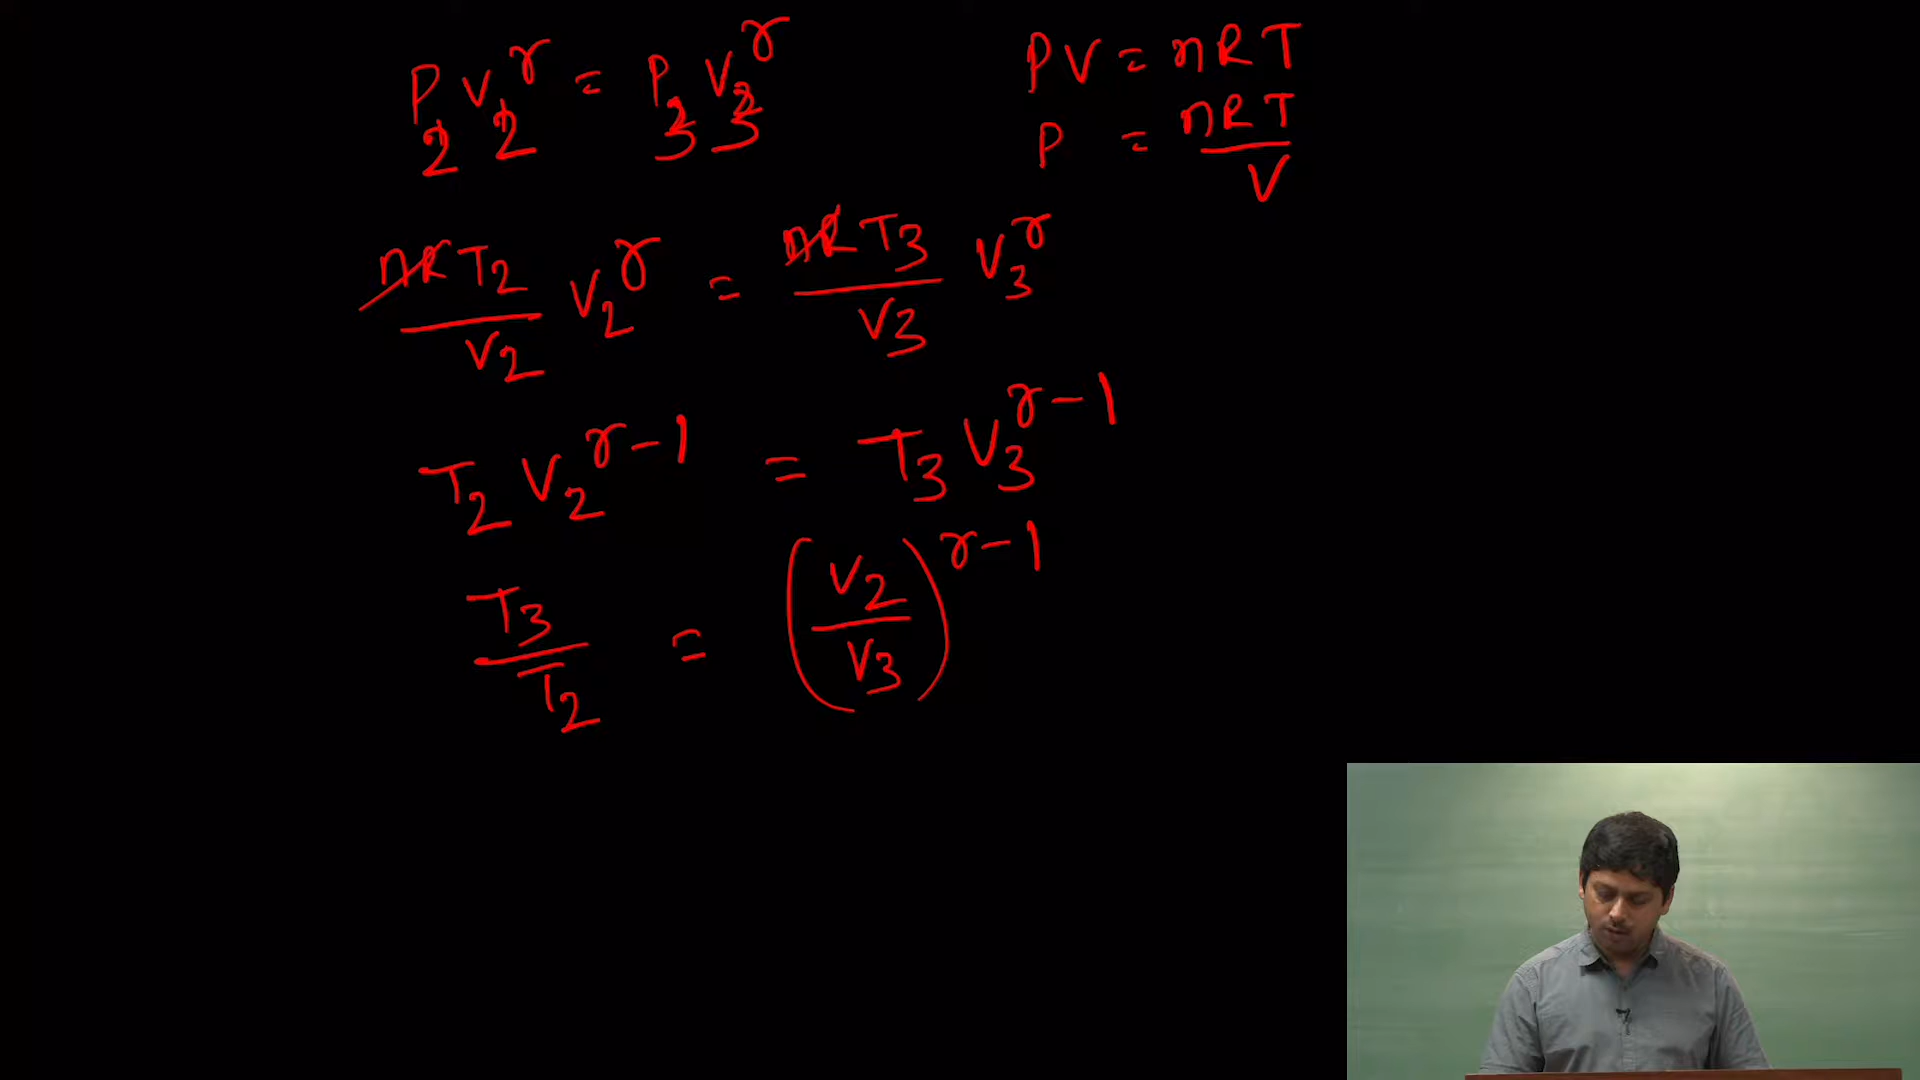 P₂V₂^γ = P₃V₃^γ
PV = nRT
P = nRT/V
nRT₂/V₂ V₂^γ = nRT₃/V₃ V₃^γ
T₂V₂^γ-1 = T₃V₃^γ-1
T₃/T₂ = (V₂/V₃)^γ-1